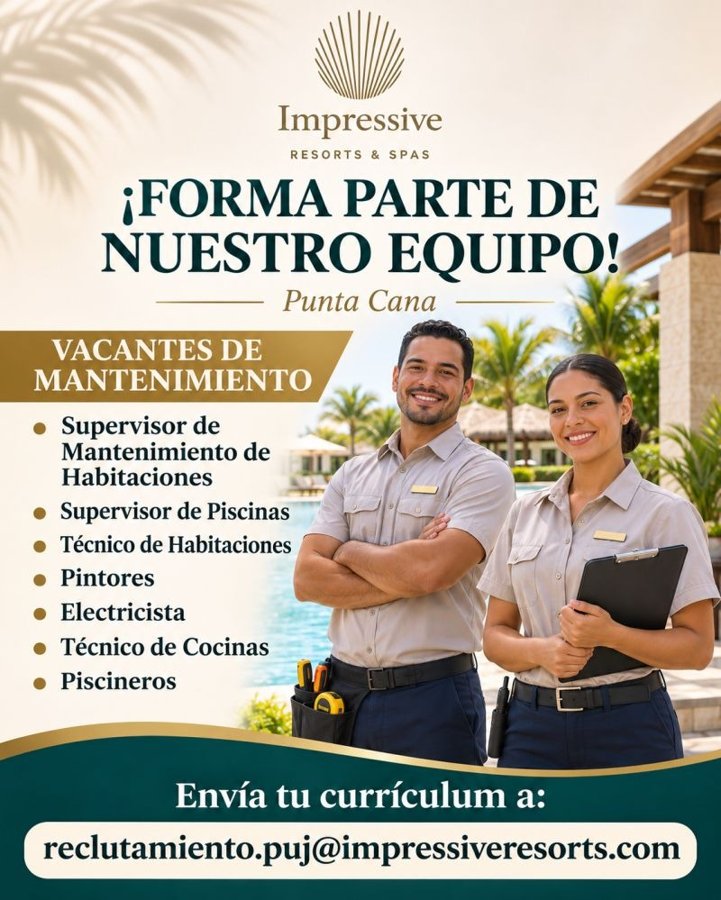 Impressive
RESORTS & SPAS
¡FORMA PARTE DE
NUESTRO EQUIPO!
Punta Cana
VACANTES DE
MANTENIMIENTO
Supervisor de
Mantenimiento de
Habitaciones
Supervisor de Piscinas
Técnico de Habitaciones
Pintores
Electricista
Técnico de Cocinas
Piscineros
Envía tu currículum a:
reclutamiento.puj@impressiveresorts.com